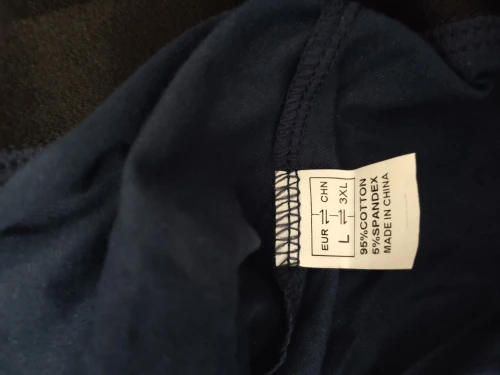 EUR ⇌ CHN
L ⇌ 3XL
95%COTTON
5%SPANDEX
MADE IN CHINA